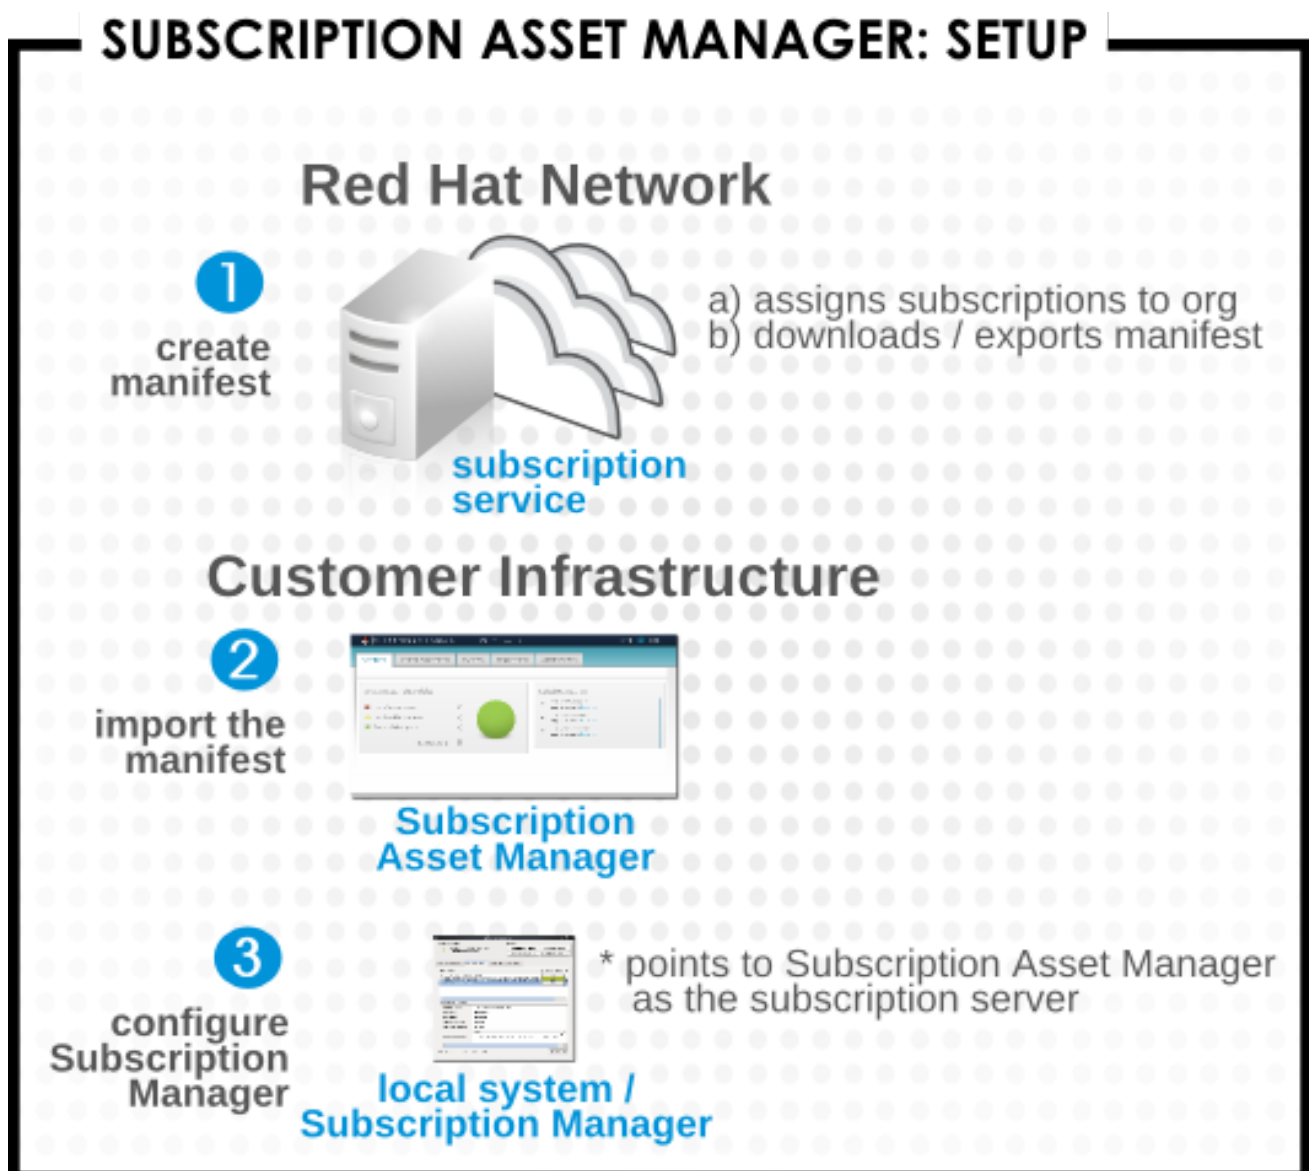 SUBSCRIPTION ASSET MANAGER: SETUP
Red Hat Network
1
create
manifest
a) assigns subscriptions to org
b) downloads / exports manifest
subscription
service
Customer Infrastructure
2
import the
manifest
Subscription
Asset Manager
3
configure
Subscription
Manager
* points to Subscription Asset Manager
as the subscription server
local system /
Subscription Manager